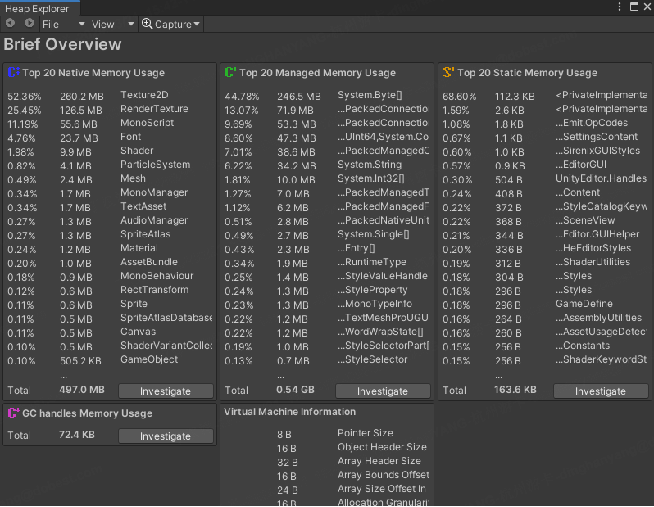 Heap Explorer
File View Capture
Brief Overview
Top 20 Native Memory Usage
52.36% 260.2 MB Texture2D
25.45% 126.5 MB RenderTexture
11.19% 55.6 MB MonoScript
4.76% 23.7 MB Font
1.98% 9.9 MB Shader
0.82% 4.1 MB ParticleSystem
0.49% 2.4 MB Mesh
0.34% 1.7 MB MonoManager
0.34% 1.7 MB TextAsset
0.27% 1.3 MB AudioManager
0.27% 1.3 MB SpriteAtlas
0.24% 1.2 MB Material
0.20% 1.0 MB AssetBundle
0.18% 0.9 MB MonoBehaviour
0.12% 0.6 MB RectTransform
0.11% 0.6 MB Sprite
0.11% 0.5 MB SpriteAtlasDatabase
0.11% 0.5 MB Canvas
0.10% 0.5 MB ShaderVariantCollec
0.10% 505.2 KB GameObject
...
Total 497.0 MB Investigate
Top 20 Managed Memory Usage
44.78% 246.5 MB System.Byte[]
13.07% 71.9 MB ...PackedConnectio
9.69% 53.3 MB ...PackedConnectio
8.60% 47.3 MB ...UInt64,System.Co
7.01% 38.6 MB ...PackedManagedO
6.22% 34.2 MB System.String
1.81% 10.0 MB System.Int32[]
1.27% 7.0 MB ...PackedManagedT
1.12% 6.2 MB ...PackedManagedF
0.51% 2.8 MB ...PackedNativeUnit
0.49% 2.7 MB System.Single[]
0.43% 2.3 MB ...Entry[]
0.34% 1.9 MB ...RuntimeType
0.25% 1.4 MB ...StyleValueHandle
0.24% 1.3 MB ...StyleProperty
0.23% 1.3 MB ...MonoTypeInfo
0.22% 1.2 MB ...TextMeshProUGU
0.22% 1.2 MB ...WordWrapState[]
0.19% 1.0 MB ...StyleSelectorPart[
0.13% 0.7 MB ...StyleSelector
...
Total 0.54 GB Investigate
Top 20 Static Memory Usage
68.60% 112.3 KB <PrivateImplementa
1.59% 2.6 KB <PrivateImplementa
1.08% 1.8 KB ...EmitOpCodes
0.67% 1.1 KB ...SettingsContent
0.60% 1.0 KB ...SirenixGUIStyles
0.57% 0.9 KB ...EditorGUI
0.30% 504 B UnityEditor.Handles
0.24% 408 B ...Content
0.22% 372 B ...StyleCatalogKeyw
0.22% 368 B ...SceneView
0.21% 344 B ...Editor.GUIHelper
0.20% 336 B ...HeEditorStyles
0.19% 312 B ...ShaderUtilities
0.18% 304 B ...Styles
0.18% 296 B ...Styles
0.18% 296 B GameDefine
0.16% 264 B ...AssemblyUtilities
0.16% 260 B ...AssetUsageDetect
0.15% 256 B ...Constants
0.15% 256 B ...ShaderKeywordSt
...
Total 163.6 KB Investigate
GC handles Memory Usage
Total 72.4 KB Investigate
Virtual Machine Information
8 B Pointer Size
16 B Object Header Size
32 B Array Header Size
16 B Array Bounds Offset
24 B Array Size Offset In
16 B Allocation Granularit